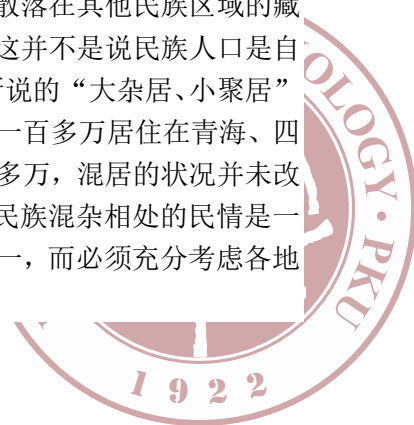 散落在其他民族区域的藏
这并不是说民族人口是自
说的“大杂居、小聚居”
一百多万居住在青海、四
多万，混居的状况并未改
民族混杂相处的民情是一
一，而必须充分考虑各地
OLOGY · PKU
1922